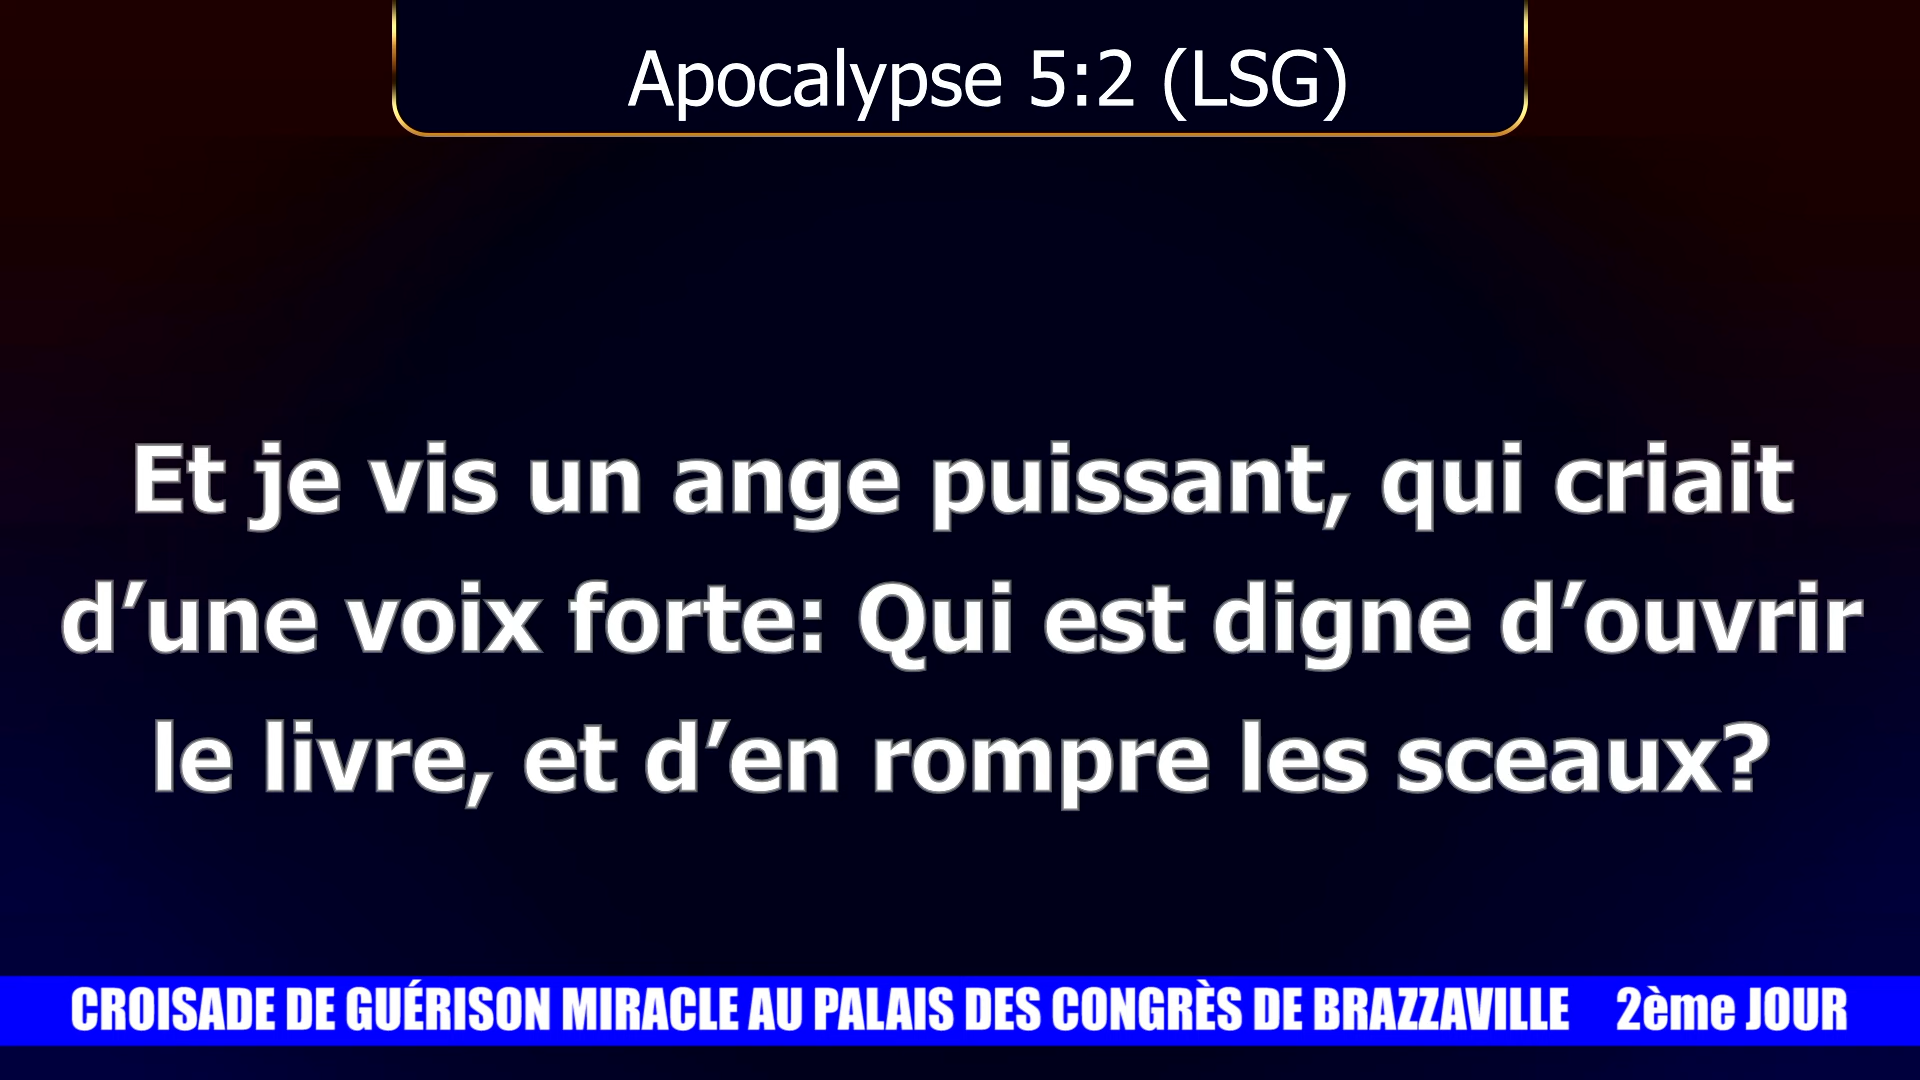 Apocalypse 5:2 (LSG)
Et je vis un ange puissant, qui criait
d’une voix forte: Qui est digne d’ouvrir
le livre, et d’en rompre les sceaux?
CROISADE DE GUÉRISON MIRACLE AU PALAIS DES CONGRÈS DE BRAZZAVILLE 2ème JOUR